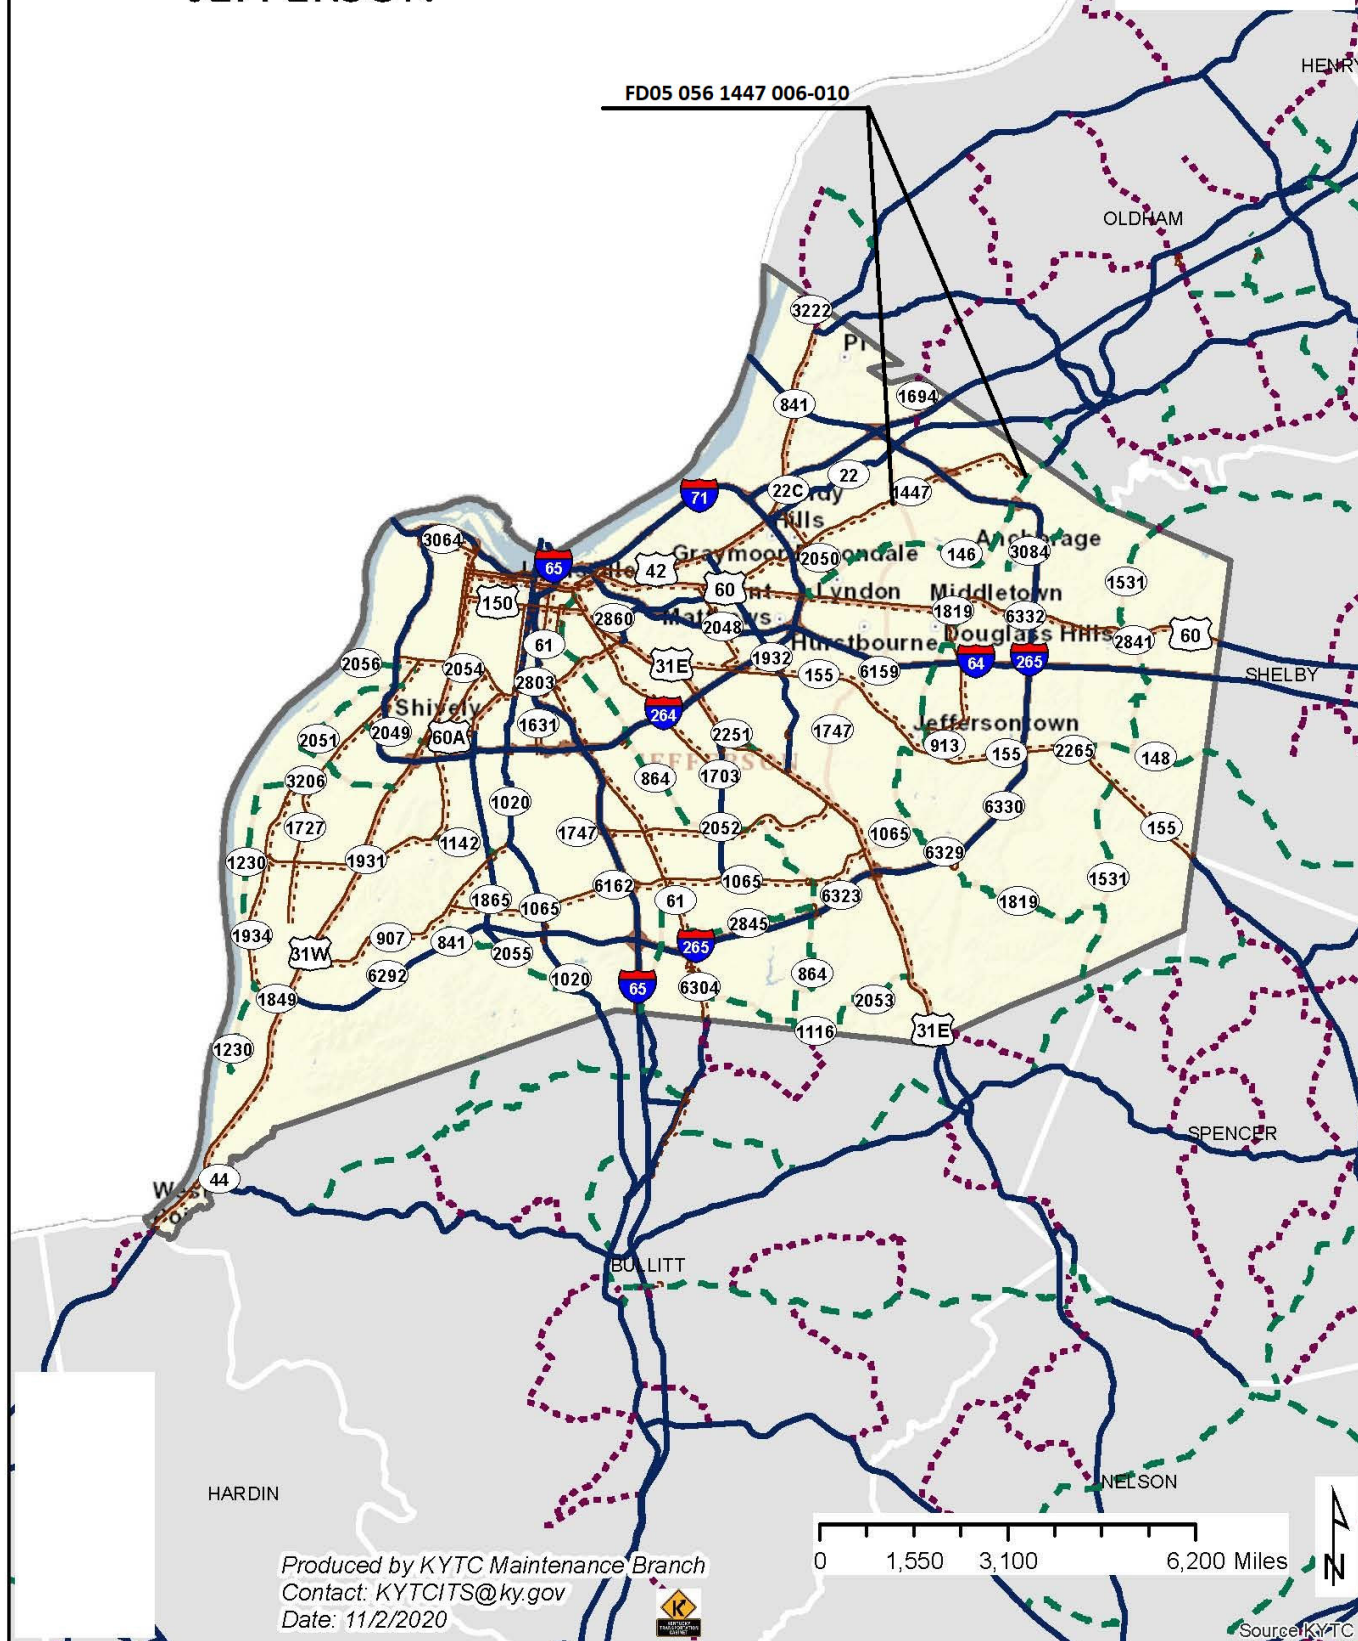 JEFFERSON
HENRY
FD05 056 1447 006-010
OLDHAM
3222
841
1694
22
71
22C
1447
Hills
3064
Graymoor
2050
146
Anchorage
3084
65
42
1531
150
60
Lyndon
Middletown
1819
6332
2860
2048
Hurstbourne
Douglass Hills
2841
60
61
2056
2054
31E
1932
155
6159
64
265
SHELBY
2803
Shively
264
2051
2049
60A
1631
2251
1747
Jeffersontown
913
155
2265
148
JEFFERSON
3206
864
1703
1020
6330
1727
1142
1747
2052
1065
155
1230
1931
6329
6162
1065
1531
1865
1065
61
6323
1819
1934
907
841
2845
31W
2055
265
6292
1020
65
6304
864
1849
2053
1230
1116
31E
SPENCER
44
BULLITT
HARDIN
NELSON
0 1,550 3,100 6,200 Miles
N
Produced by KYTC Maintenance Branch
Contact: KYTCITS@ky.gov
Date: 11/2/2020
Source:KYTC